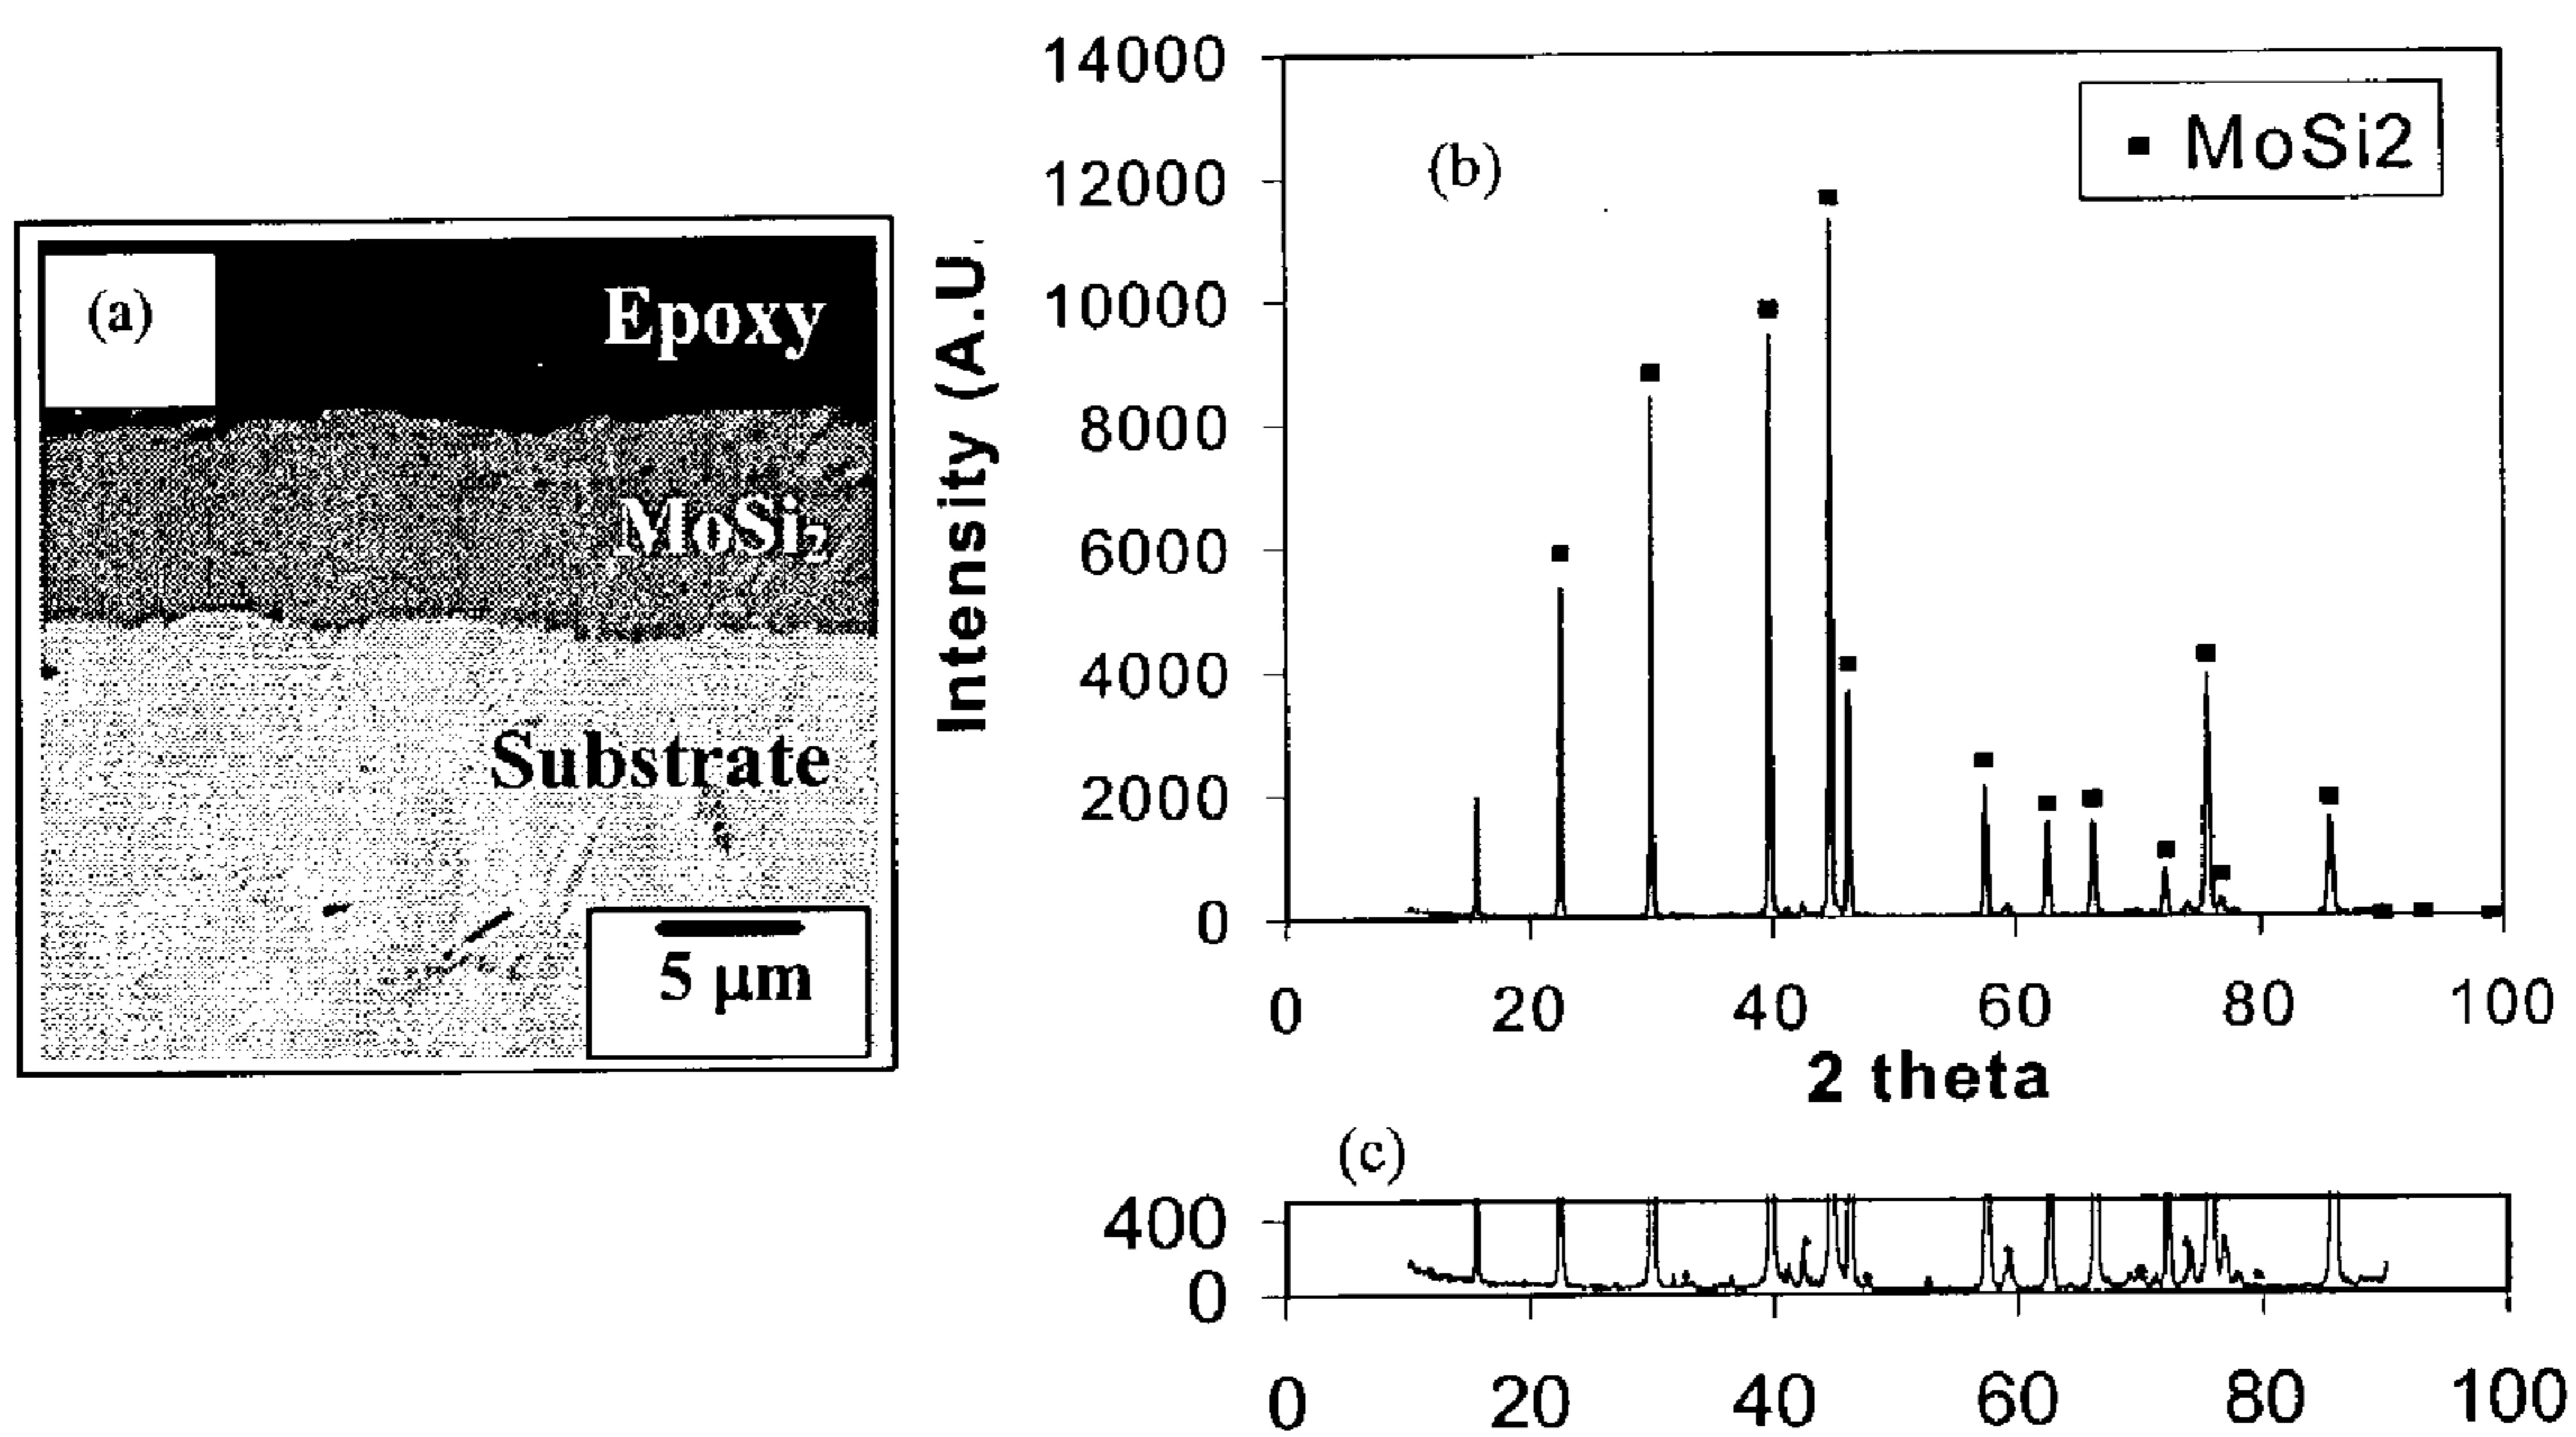 (a)
Epoxy
MoSi₂
Substrate
5 μm
Intensity (A.U.
14000
12000
10000
8000
6000
4000
2000
0
(b)
MoSi2
0 20 40 60 80 100
2 theta
(c)
400
0
0 20 40 60 80 100